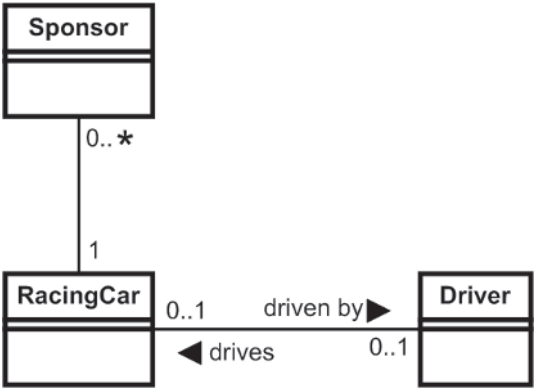 Sponsor
0..*
1
RacingCar
0..1
driven by▶
Driver
◀ drives
0..1